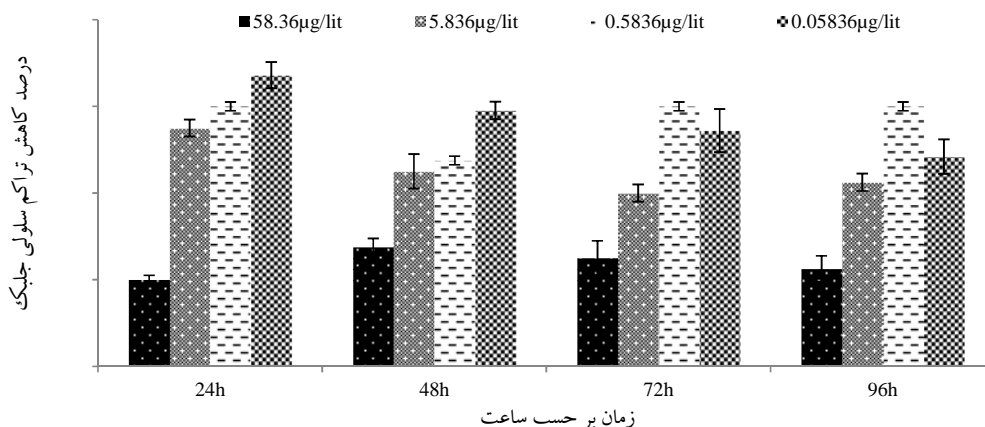 58.36µg/lit 5.836µg/lit 0.5836µg/lit 0.05836µg/lit
درصد کاهش تراکم سلولی جلبک
24h 48h 72h 96h
زمان بر حسب ساعت